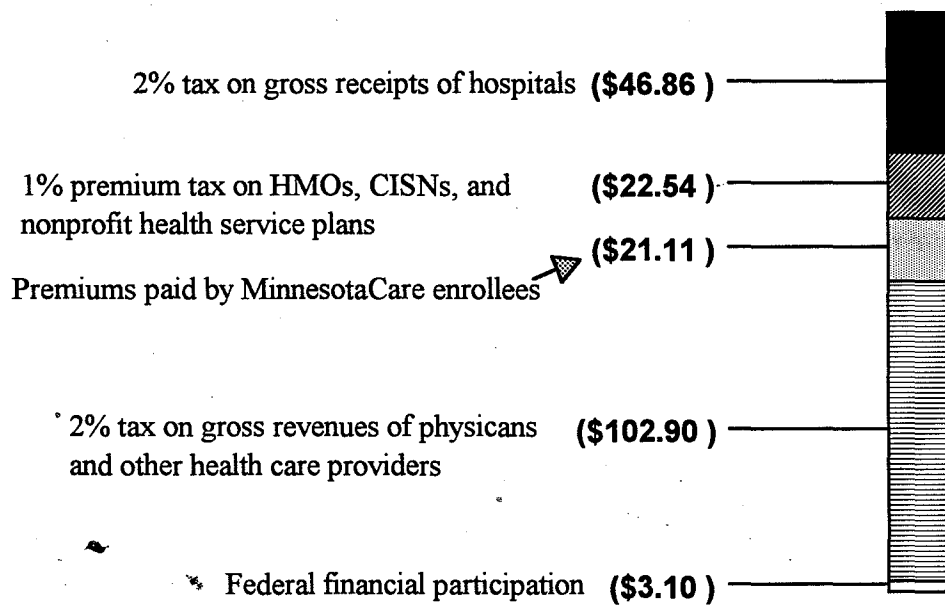 2% tax on gross receipts of hospitals ($46.86 )
1% premium tax on HMOs, CISNs, and ($22.54)
nonprofit health service plans
($21.11 )
Premiums paid by MinnesotaCare enrollees
2% tax on gross revenues of physicans ($102.90 )
and other health care providers
Federal financial participation ($3.10 )